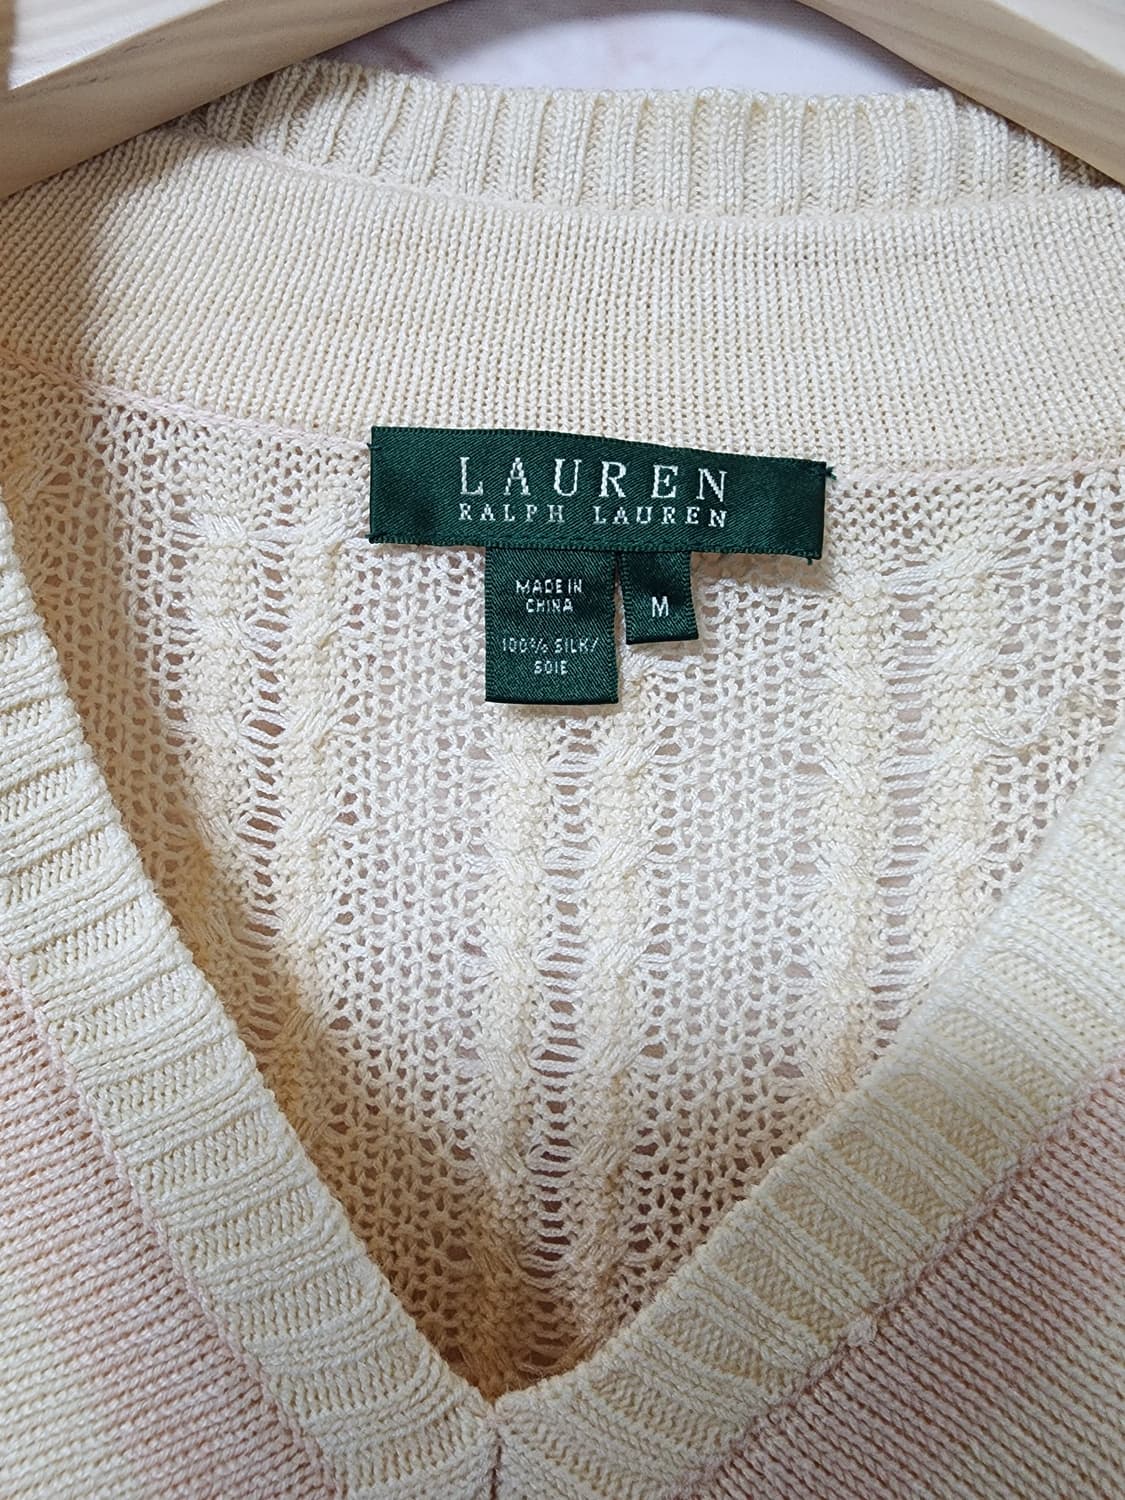 LAUREN
RALPH LAUREN
MADE IN
CHINA
100% SILK/
SOIE
M